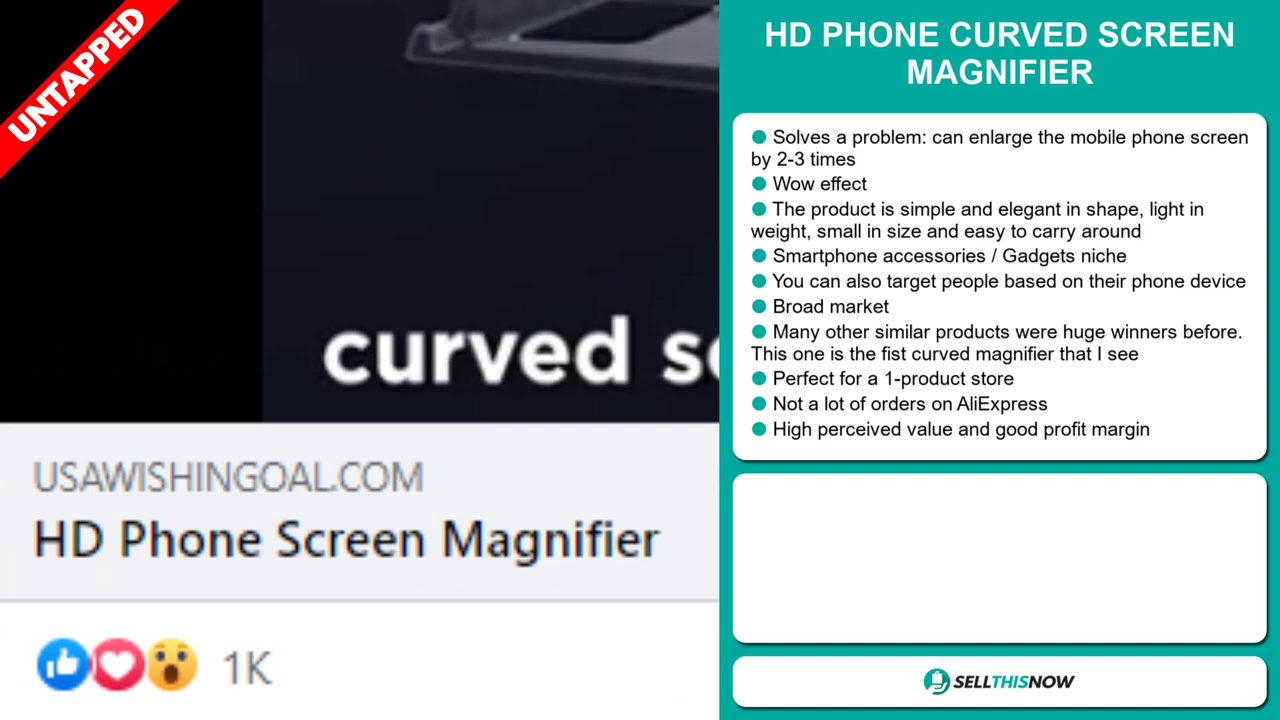 UNTAPPED
curved s
USAWISHINGOAL.COM
HD Phone Screen Magnifier
1K
HD PHONE CURVED SCREEN
MAGNIFIER
Solves a problem: can enlarge the mobile phone screen
by 2-3 times
Wow effect
The product is simple and elegant in shape, light in
weight, small in size and easy to carry around
Smartphone accessories / Gadgets niche
You can also target people based on their phone device
Broad market
Many other similar products were huge winners before.
This one is the fist curved magnifier that I see
Perfect for a 1-product store
Not a lot of orders on AliExpress
High perceived value and good profit margin
SELLTHISNOW